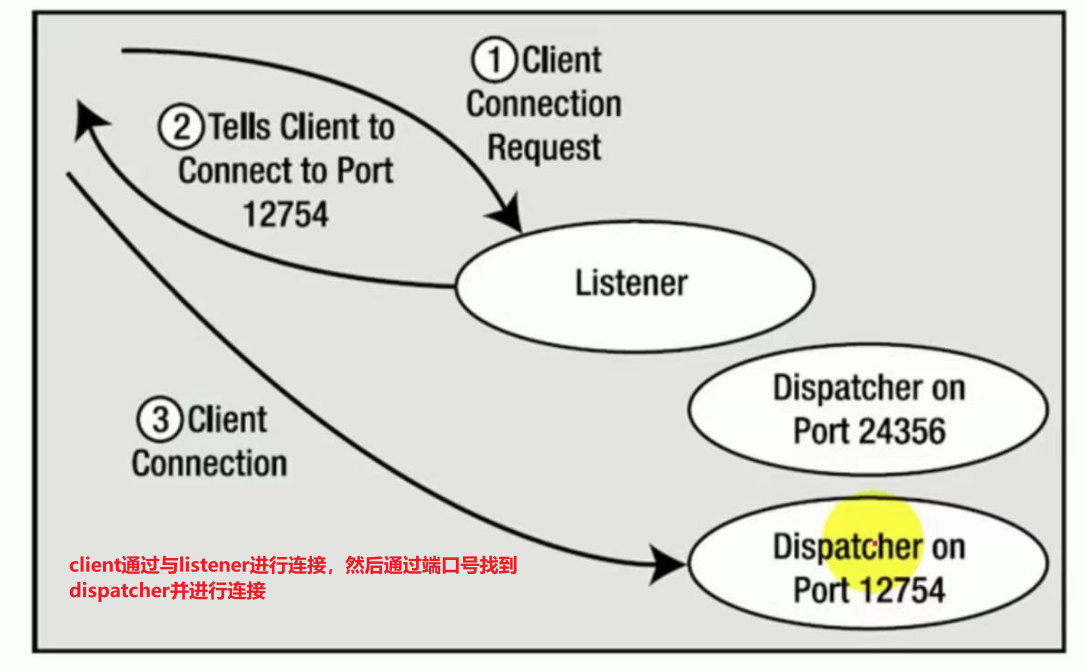 ① Client
Connection
Request
② Tells Client to
Connect to Port
12754
Listener
Dispatcher on
Port 24356
③ Client
Connection
Dispatcher on
Port 12754
client通过与listener进行连接，然后通过端口号找到
dispatcher并进行连接